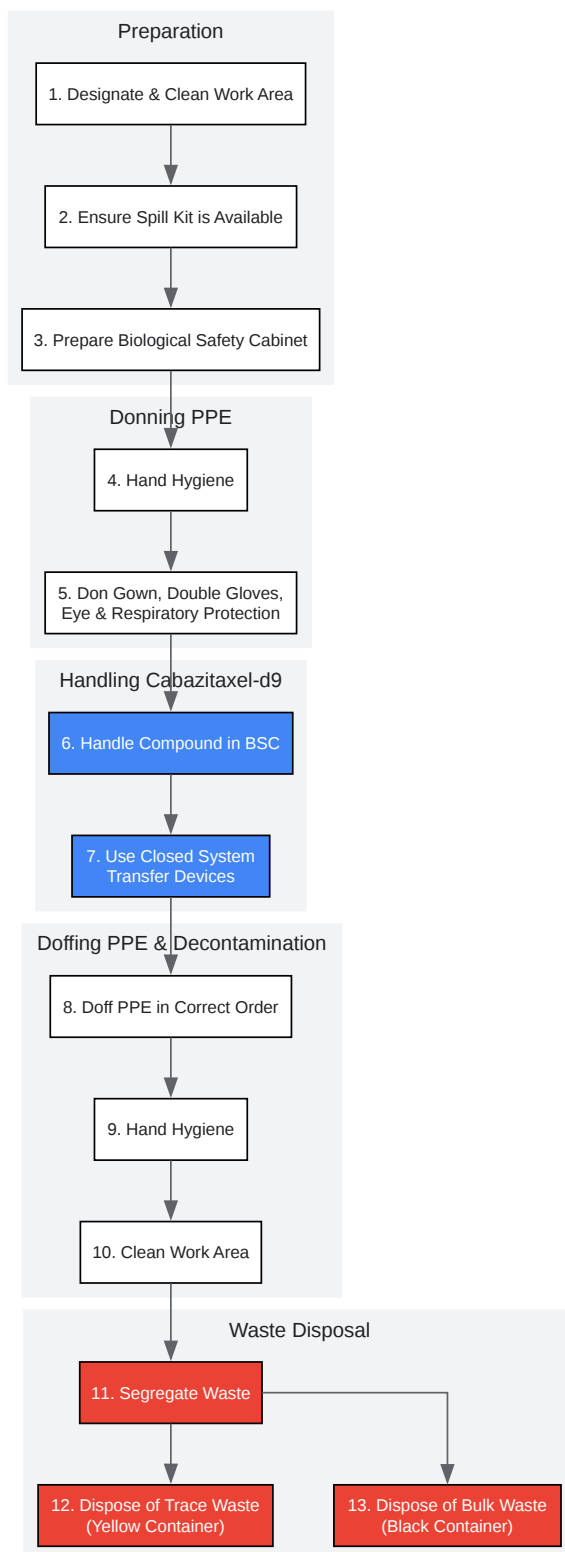 Preparation
1. Designate & Clean Work Area
2. Ensure Spill Kit is Available
3. Prepare Biological Safety Cabinet
Donning PPE
4. Hand Hygiene
5. Don Gown, Double Gloves,
Eye & Respiratory Protection
Handling Cabazitaxel-d9
6. Handle Compound in BSC
7. Use Closed System
Transfer Devices
Doffing PPE & Decontamination
8. Doff PPE in Correct Order
9. Hand Hygiene
10. Clean Work Area
Waste Disposal
11. Segregate Waste
12. Dispose of Trace Waste
(Yellow Container)
13. Dispose of Bulk Waste
(Black Container)